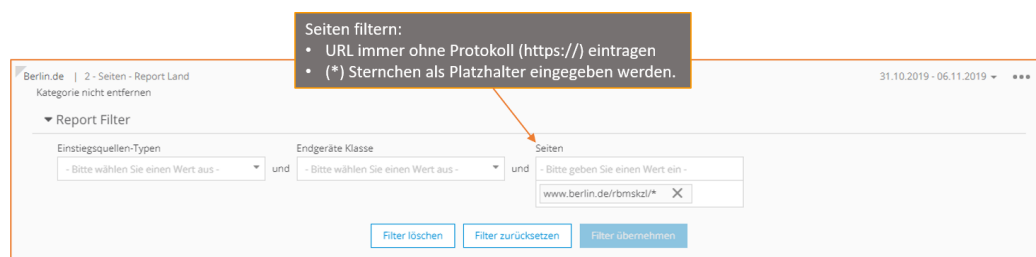 Seiten filtern:
• URL immer ohne Protokoll (https://) eintragen
• (*) Sternchen als Platzhalter eingegeben werden.
Berlin.de | 2 - Seiten - Report Land
31.10.2019 - 06.11.2019
Kategorie nicht entfernen
Report Filter
Einstiegsquellen-Typen
Endgeräte Klasse
Seiten
- Bitte wählen Sie einen Wert aus - und - Bitte wählen Sie einen Wert aus - und - Bitte geben Sie einen Wert ein -
www.berlin.de/rbmskzl/*
Filter löschen
Filter zurücksetzen
Filter übernehmen